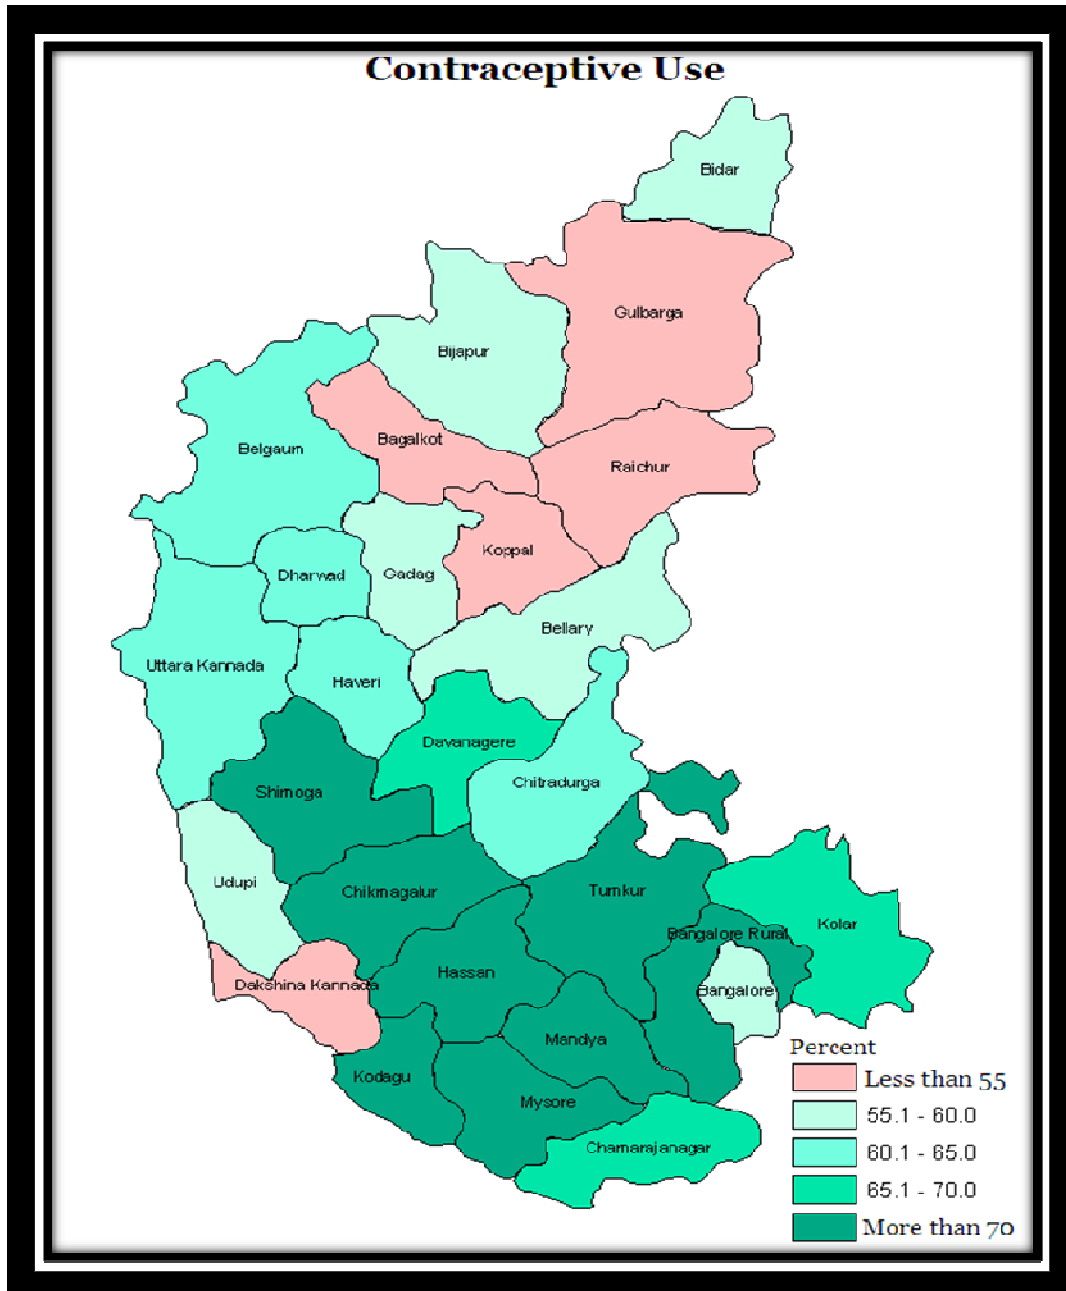 Contraceptive Use
Bidar
Gulbarga
Bijapur
Bagalkot
Belgaum
Raichur
Koppal
Dharwad
Gadag
Bellary
Uttara Kannada
Haveri
Davanagere
Chitradurga
Shimoga
Udupi
Chikmagalur
Tumkur
Kolar
Bangalore Rural
Hassan
Dakshina Kannada
Bangalore
Mandya
Kodagu
Mysore
Chamarajanagar
Percent
Less than 55
55.1 - 60.0
60.1 - 65.0
65.1 - 70.0
More than 70